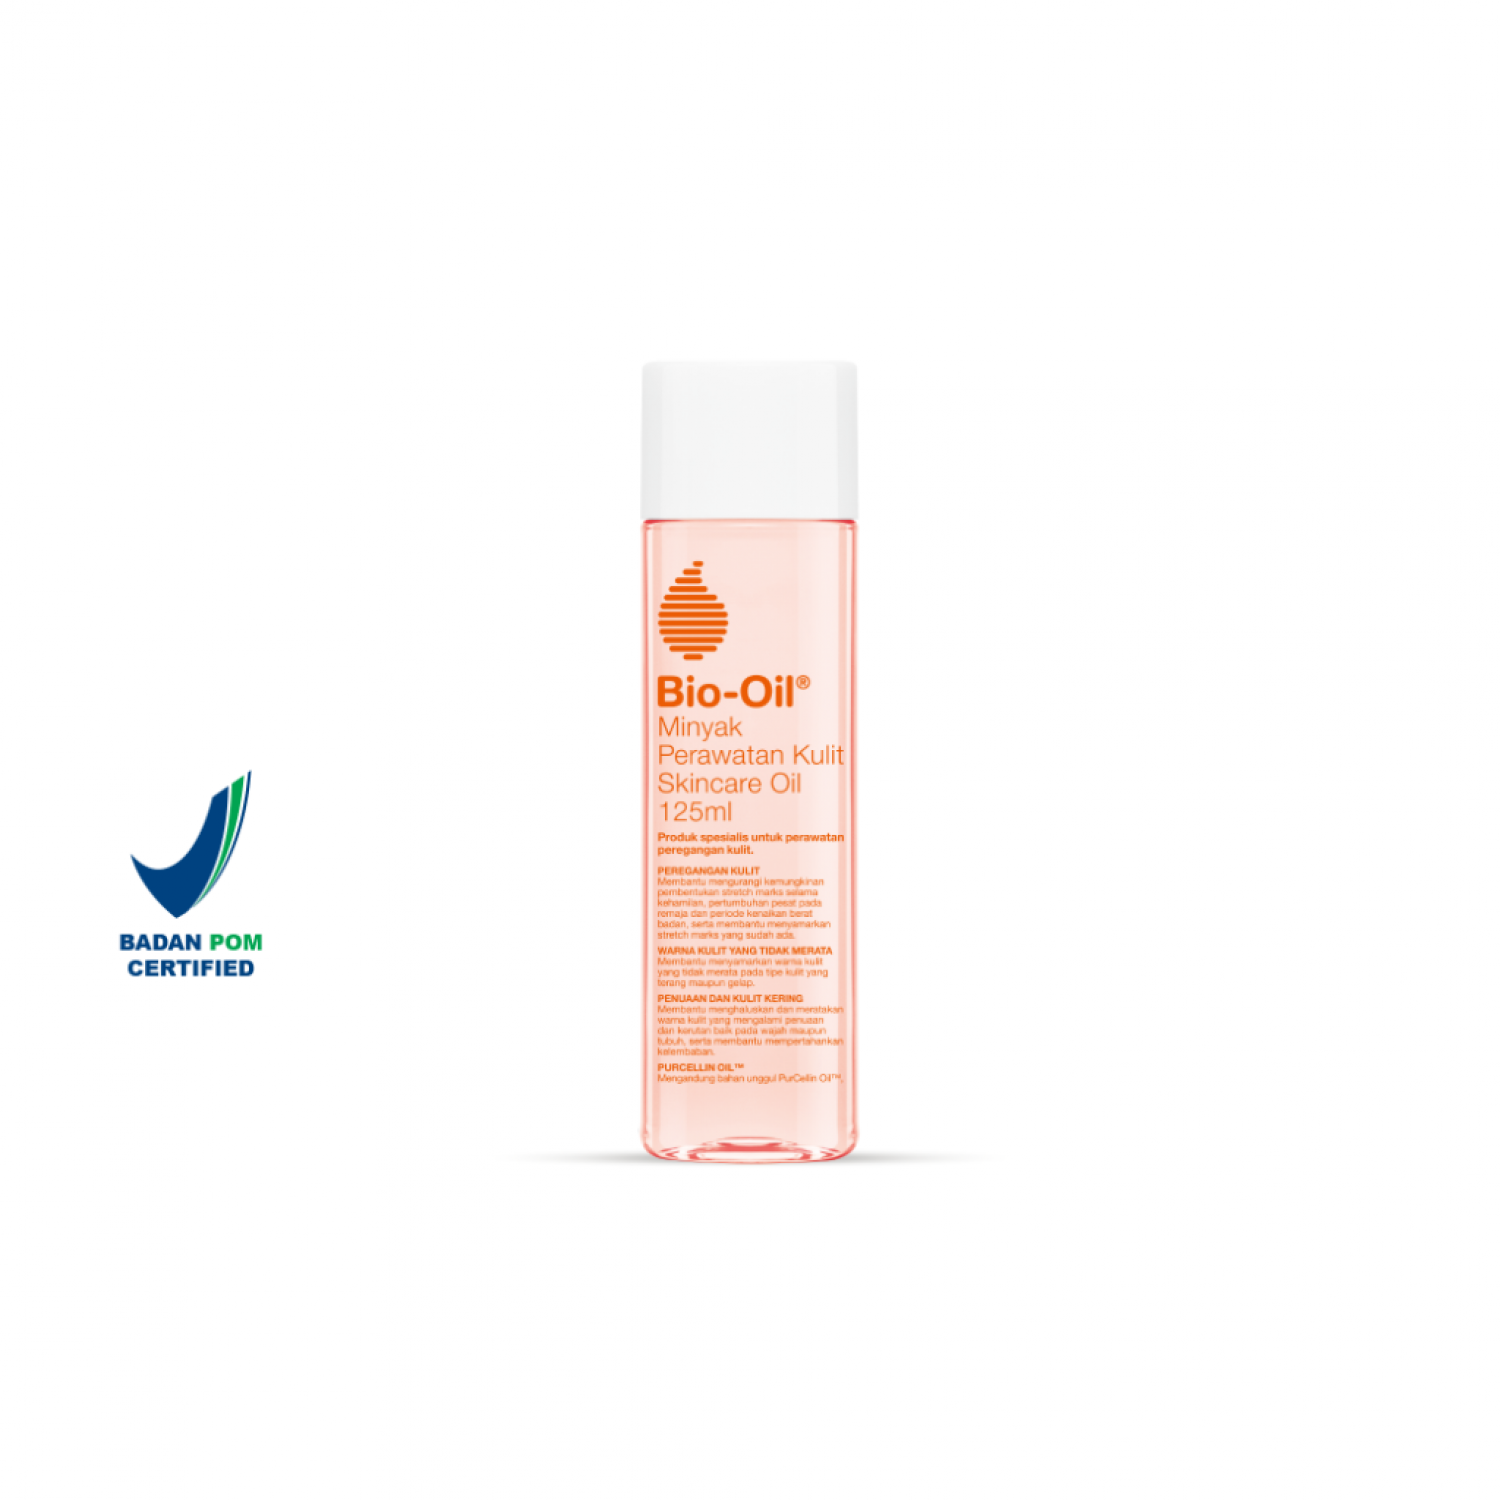 Bio-Oil®
Minyak
Perawatan Kulit
Skincare Oil
125ml
Produk spesialis untuk perawatan
peregangan kulit.
PEREGANGAN KULIT
Membantu mengurangi kemungkinan
pembentukan stretch marks selama
kehamilan, pertumbuhan pesat pada
remaja dan periode kenaikan berat
badan, serta membantu menyamarkan
stretch marks yang sudah ada.
WARNA KULIT YANG TIDAK MERATA
Membantu menyamarkan warna kulit
yang tidak merata pada tipe kulit yang
terang maupun gelap.
PENUAAN DAN KULIT KERING
Membantu menghaluskan dan meratakan
warna kulit yang mengalami penuaan
dan kerutan baik pada wajah maupun
tubuh, serta membantu mempertahankan
kelembaban.
PURCELLIN OIL™
Mengandung bahan unggul PurCellin Oil™.
BADAN POM
CERTIFIED